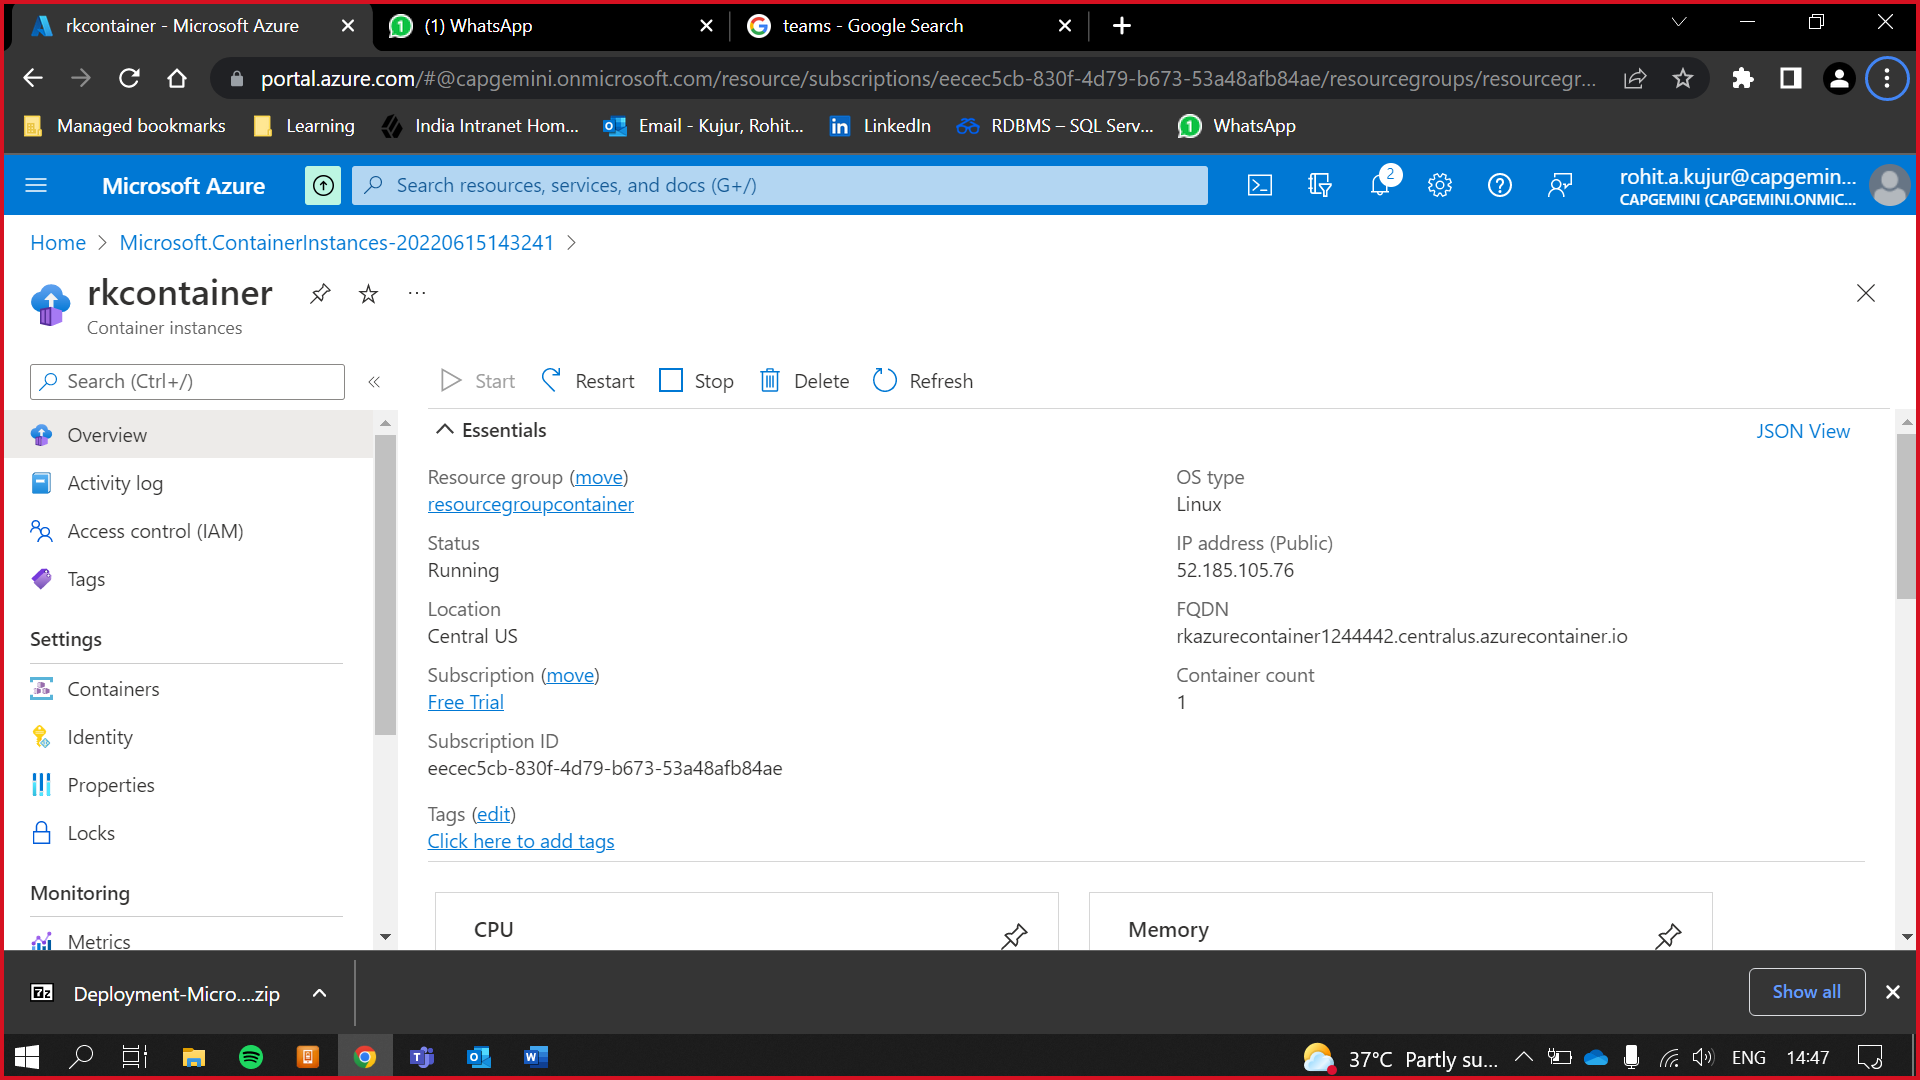 rkcontainer - Microsoft Azure
(1) WhatsApp
teams - Google Search
portal.azure.com/#@capgemini.onmicrosoft.com/resource/subscriptions/eecec5cb-830f-4d79-b673-53a48afb84ae/resourcegroups/resourcegr...
Managed bookmarks
Learning
India Intranet Hom...
Email - Kujur, Rohit...
LinkedIn
RDBMS – SQL Serv...
WhatsApp
Microsoft Azure
Search resources, services, and docs (G+/)
2
rohit.a.kujur@capgemin...
CAPGEMINI (CAPGEMINI.ONMIC...
Home
Microsoft.ContainerInstances-20220615143241
rkcontainer
...
Container instances
Search (Ctrl+/)
Start
Restart
Stop
Delete
Refresh
Overview
Activity log
Access control (IAM)
Tags
Settings
Containers
Identity
Properties
Locks
Monitoring
Metrics
Essentials
JSON View
Resource group (move)
resourcegroupcontainer
Status
Running
Location
Central US
Subscription (move)
Free Trial
Subscription ID
eecec5cb-830f-4d79-b673-53a48afb84ae
Tags (edit)
Click here to add tags
OS type
Linux
IP address (Public)
52.185.105.76
FQDN
rkazurecontainer1244442.centralus.azurecontainer.io
Container count
1
CPU
Memory
7z
Deployment-Micro....zip
Show all
37°C Partly su...
ENG
14:47